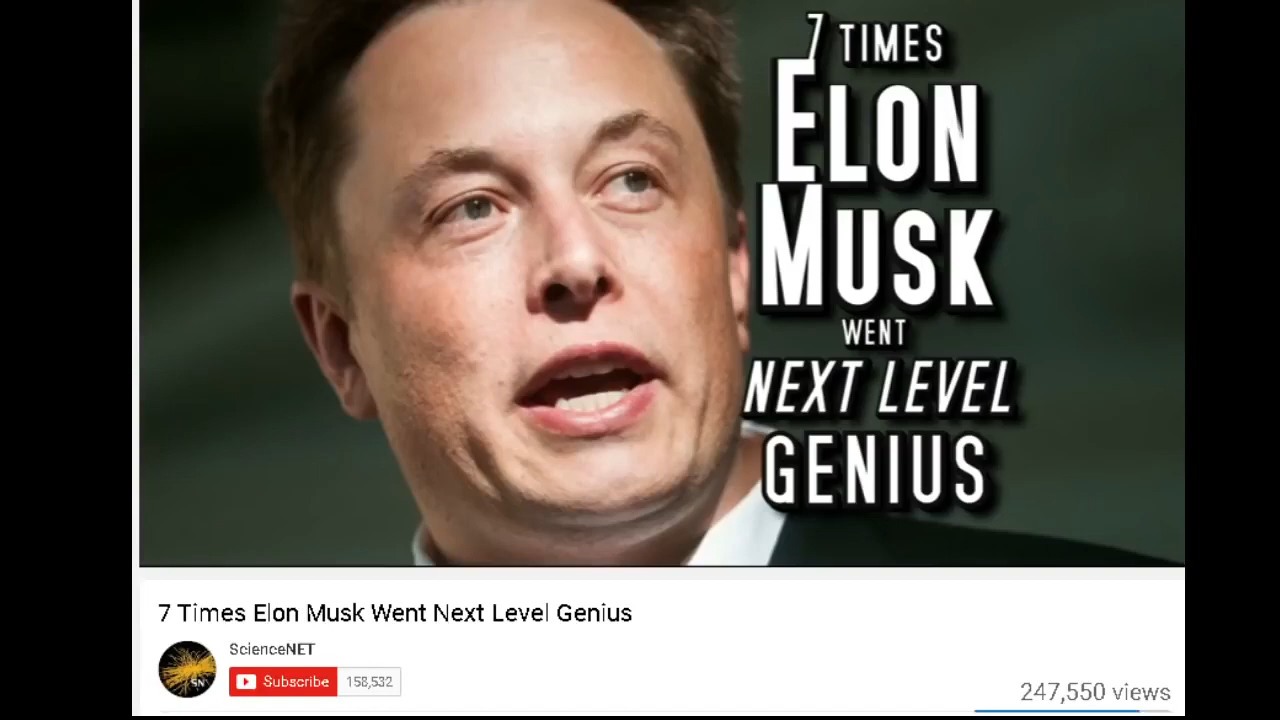 7 TIMES
ELON
MUSK
WENT
NEXT LEVEL
GENIUS
7 Times Elon Musk Went Next Level Genius
ScienceNET
Subscribe 158,532
SN
247,550 views